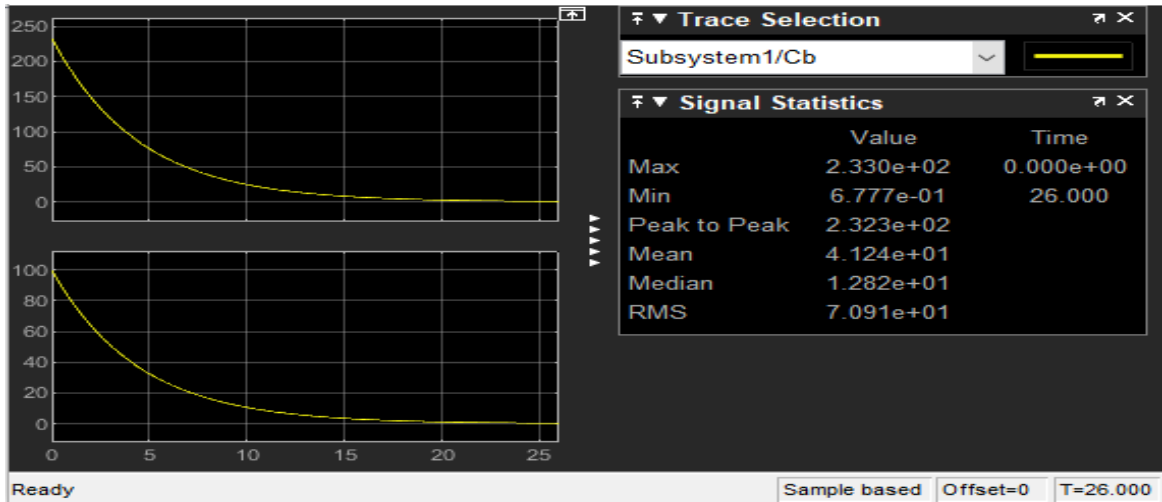 250
200
150
100
50
0
100
80
60
40
20
0
0 5 10 15 20 25
Trace Selection
Subsystem1/Cb
Signal Statistics
Value Time
Max 2.330e+02 0.000e+00
Min 6.777e-01 26.000
Peak to Peak 2.323e+02
Mean 4.124e+01
Median 1.282e+01
RMS 7.091e+01
Ready Sample based Offset=0 T=26.000